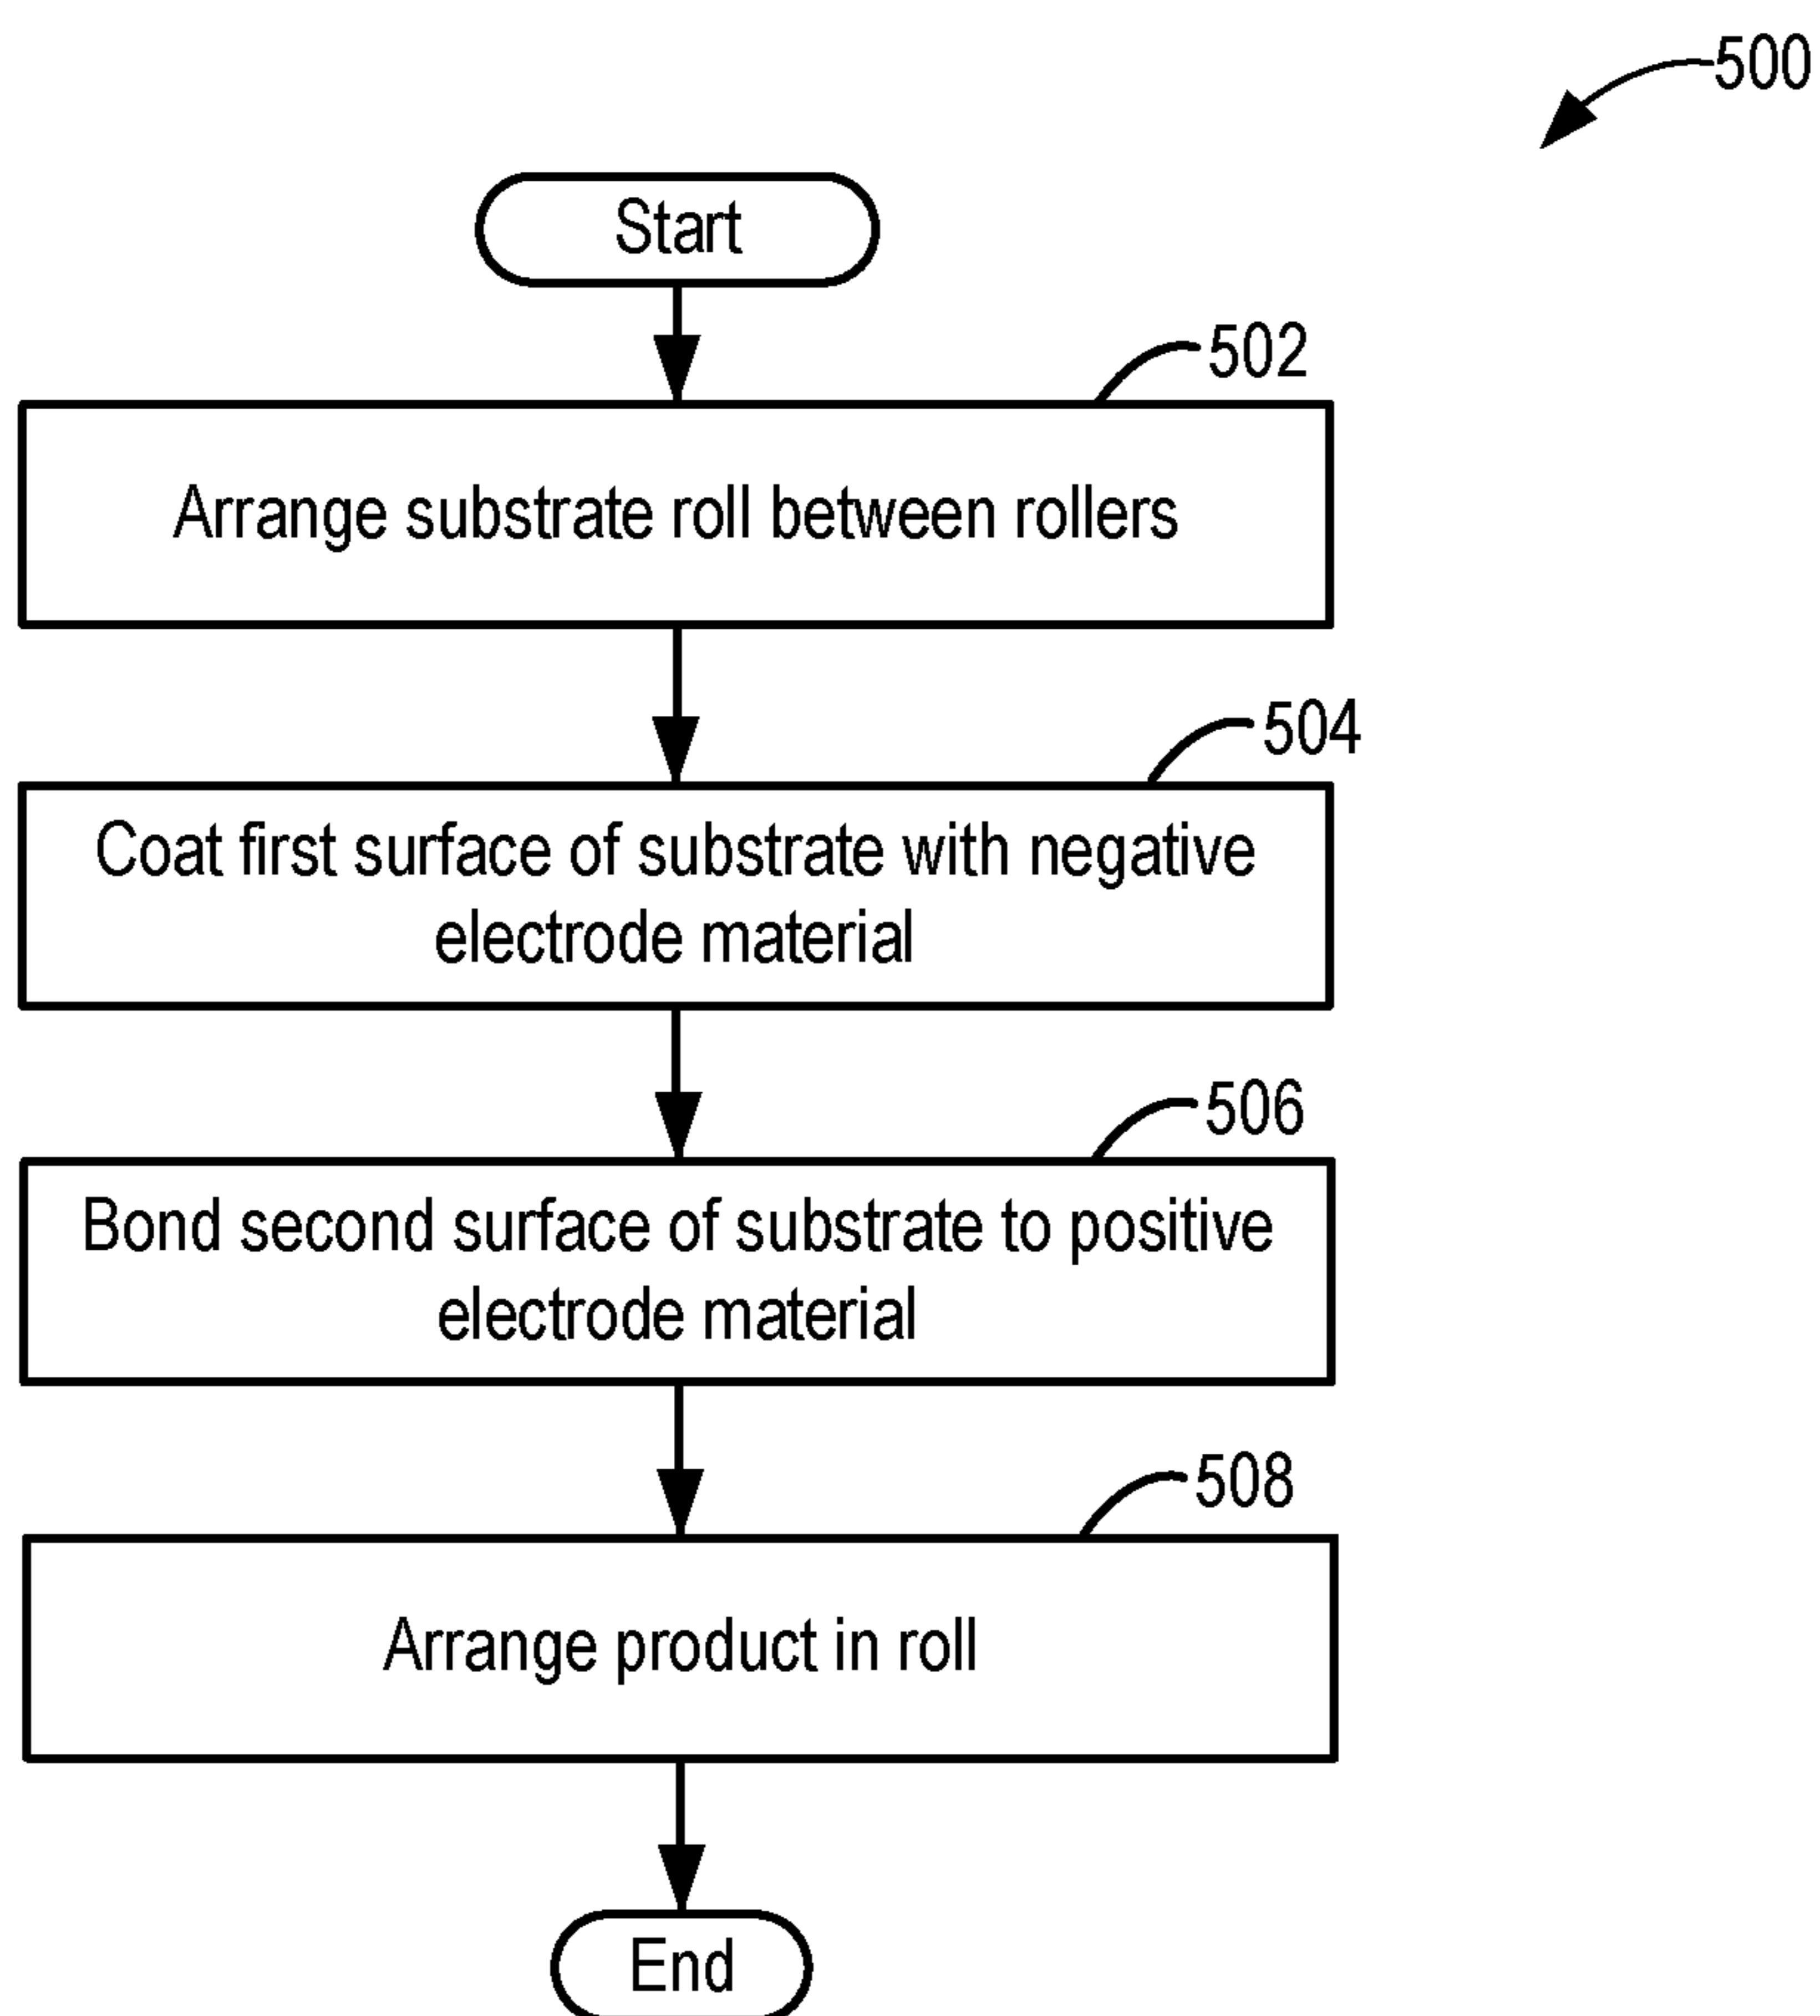 500
Start
502
Arrange substrate roll between rollers
504
Coat first surface of substrate with negative
electrode material
506
Bond second surface of substrate to positive
electrode material
508
Arrange product in roll
End